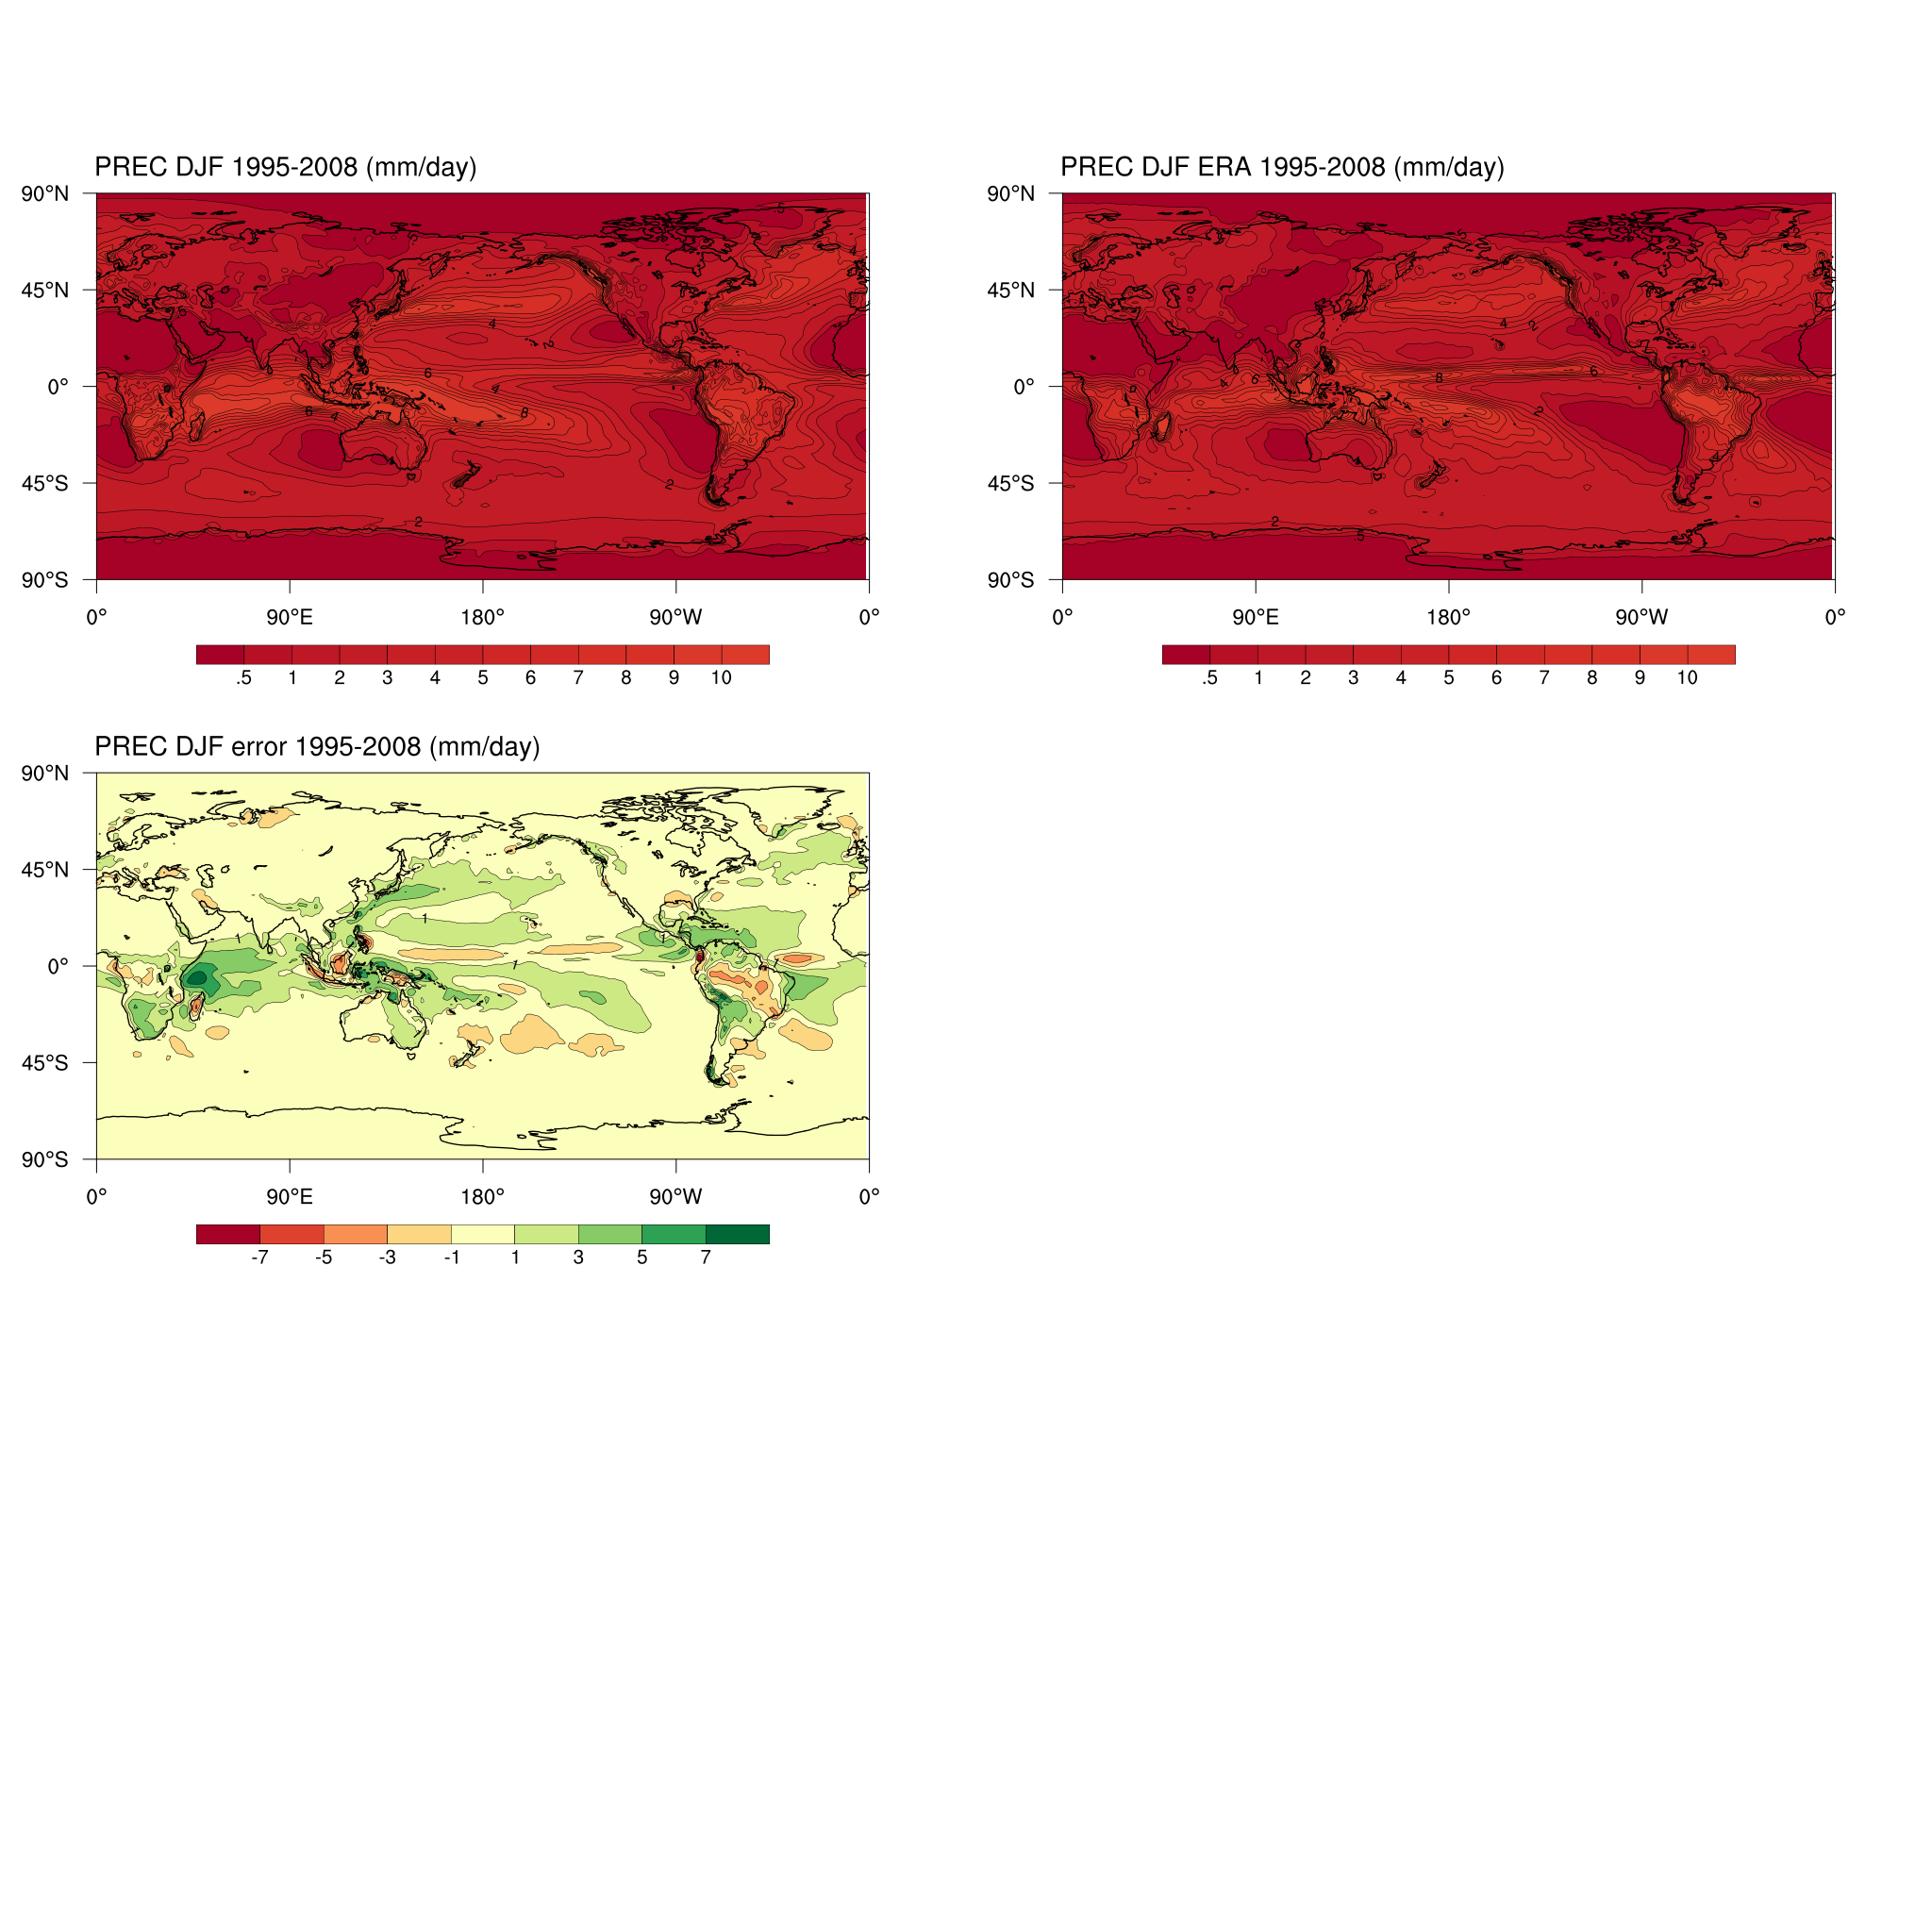 PREC DJF 1995-2008 (mm/day)
90°N
45°N
0°
45°S
90°S
0° 90°E 180° 90°W 0°
.5 1 2 3 4 5 6 7 8 9 10
PREC DJF ERA 1995-2008 (mm/day)
90°N
45°N
0°
45°S
90°S
0° 90°E 180° 90°W 0°
.5 1 2 3 4 5 6 7 8 9 10
PREC DJF error 1995-2008 (mm/day)
90°N
45°N
0°
45°S
90°S
0° 90°E 180° 90°W 0°
-7 -5 -3 -1 1 3 5 7